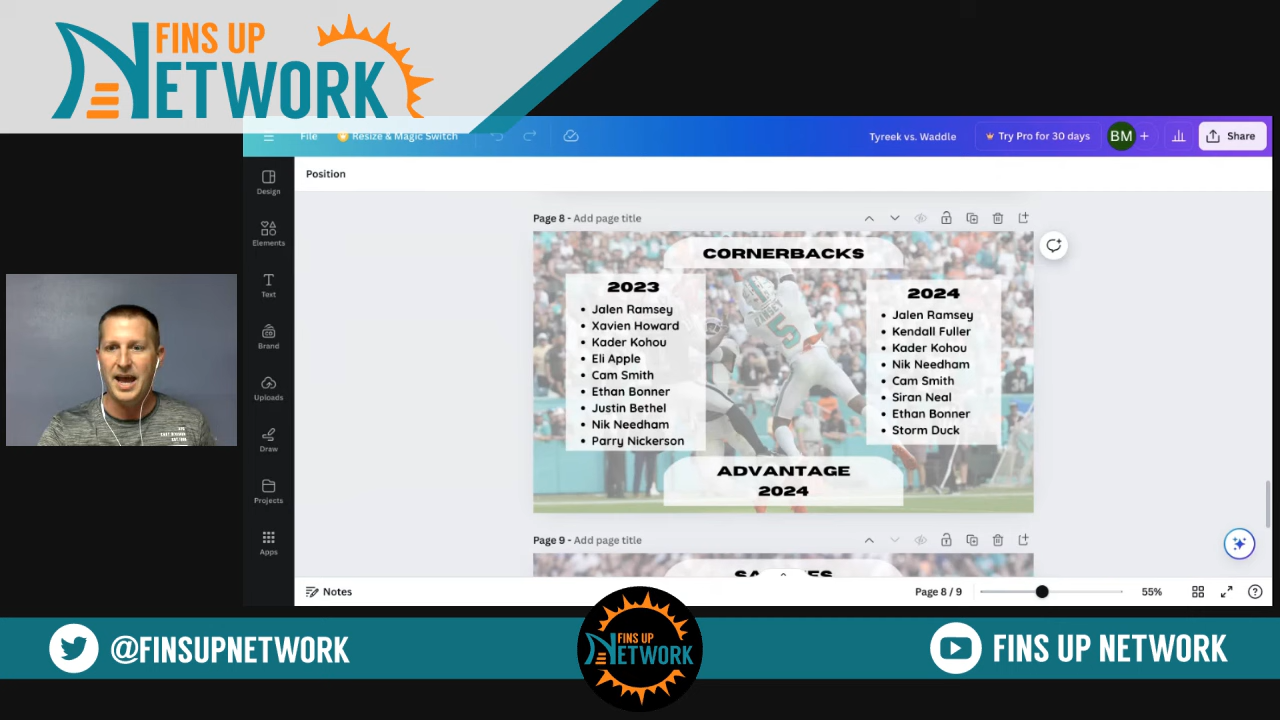 FINS UP
NETWORK
File
Resize & Magic Switch
Tyreek vs. Waddle
Try Pro for 30 days
BM
+
Share
Design
Elements
Text
Brand
Uploads
Draw
Projects
Apps
Position
Page 8 - Add page title
CORNERBACKS
2023
• Jalen Ramsey
• Xavien Howard
• Kader Kohou
• Eli Apple
• Cam Smith
• Ethan Bonner
• Justin Bethel
• Nik Needham
• Parry Nickerson
2024
• Jalen Ramsey
• Kendall Fuller
• Kader Kohou
• Nik Needham
• Cam Smith
• Siran Neal
• Ethan Bonner
• Storm Duck
ADVANTAGE
2024
Page 9 - Add page title
Notes
Page 8 / 9
55%
@FINSUPNETWORK
FINS UP
NETWORK
FINS UP NETWORK